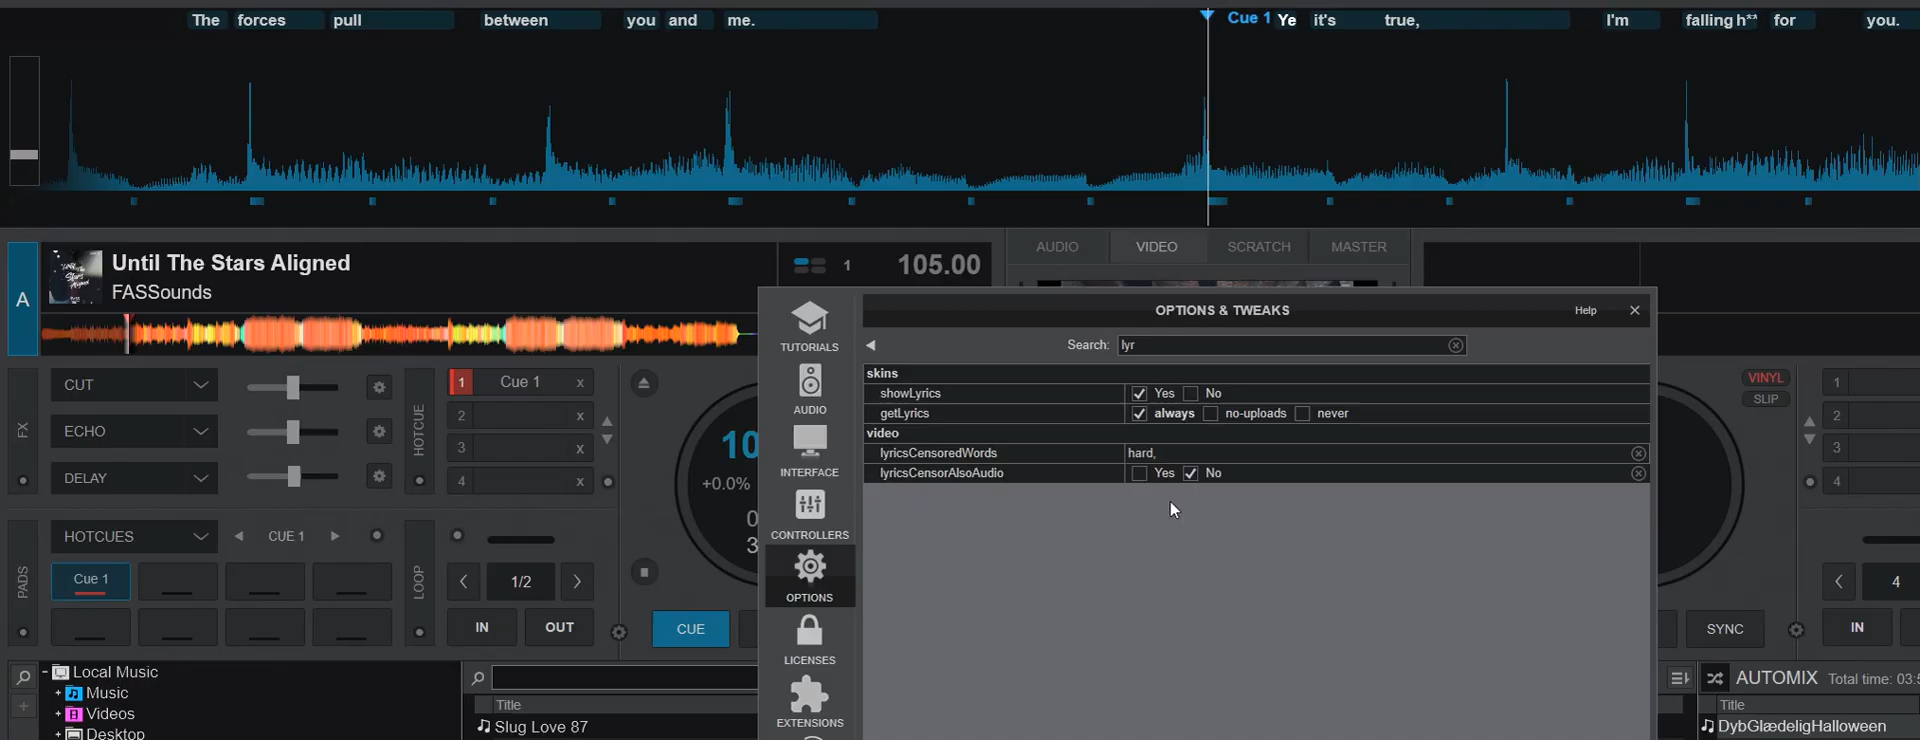 The forces pull between you and me. Cue 1 Ye it's true, I'm falling h** for you.
AUDIO VIDEO SCRATCH MASTER
A
Until The Stars Aligned
FASSounds
1 105.00
OPTIONS & TWEAKS
Help
Search: lyr
skins
showLyrics Yes No
getLyrics always no-uploads never
video
lyricsCensoredWords hard,
lyricsCensorAlsoAudio Yes No
TUTORIALS
AUDIO
INTERFACE
CONTROLLERS
OPTIONS
LICENSES
EXTENSIONS
FX
CUT
ECHO
DELAY
HOTCUE
1 Cue 1 x
2 x
3 x
4 x
10
+0.0%
0
3
VINYL
SLIP
1
2
3
4
PADS
HOTCUES CUE 1
Cue 1
LOOP
1/2
IN OUT
CUE
SYNC
4
IN
Local Music
Music
Videos
Desktop
Title
Slug Love 87
AUTOMIX Total time: 03:5
Title
DybGlædeligHalloween